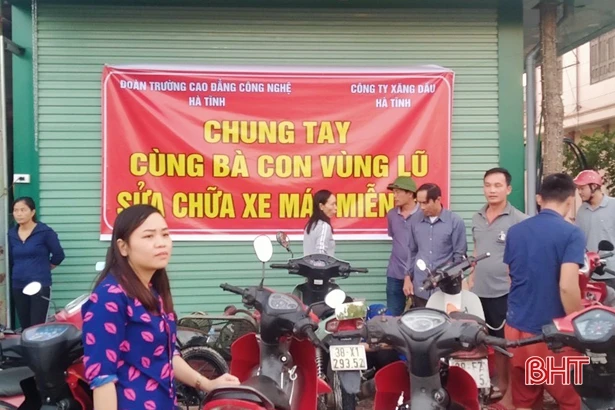 ĐOÀN TRƯỜNG CAO ĐẲNG CÔNG NGHỆ
HÀ TĨNH
CÔNG TY XĂNG DẦU
HÀ TĨNH
CHUNG TAY
CÙNG BÀ CON VÙNG LŨ
SỬA CHỮA XE MÁY MIỄN
38-X1
293.52
BHT